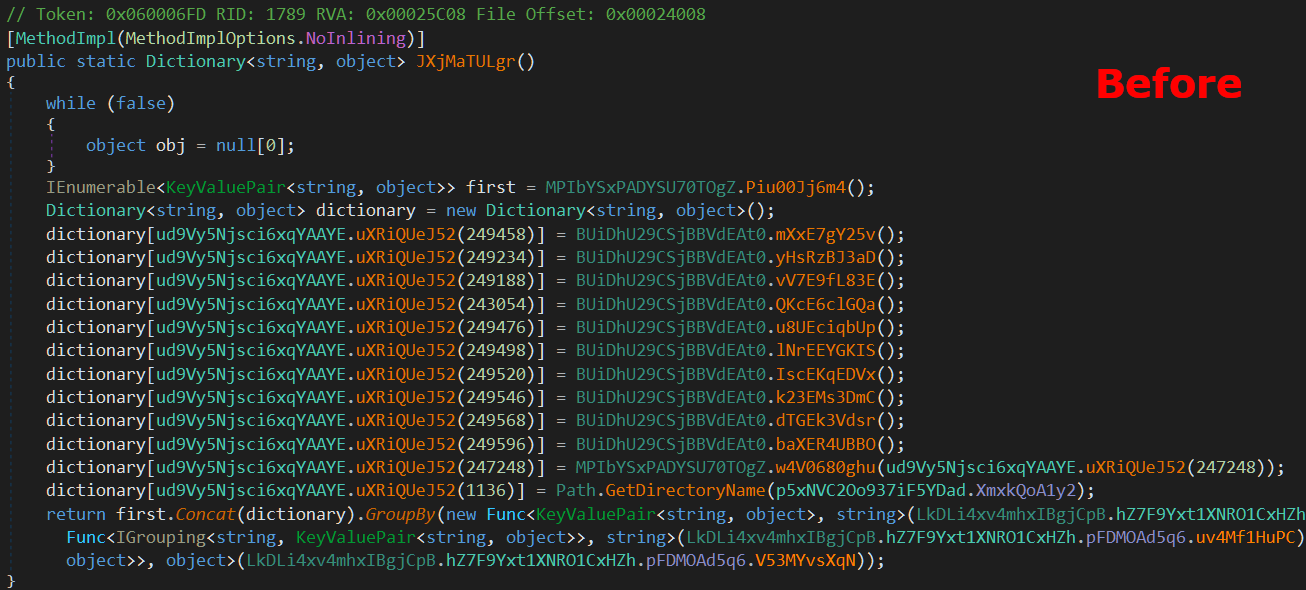 // Token: 0x060006FD RID: 1789 RVA: 0x00025C08 File Offset: 0x00024008
[MethodImpl(MethodImplOptions.NoInlining)]
public static Dictionary<string, object> JXjMaTULgr()
Before
{
while (false)
{
object obj = null[0];
}
IEnumerable<KeyValuePair<string, object>> first = MPIbYSxPADYSU70TOgZ.Piu00Jj6m4();
Dictionary<string, object> dictionary = new Dictionary<string, object>();
dictionary[ud9Vy5Njsci6xqYAAYE.uXRiQUeJ52(249458)] = BUiDhU29CSjBBVdEAt0.mXxE7gY25v();
dictionary[ud9Vy5Njsci6xqYAAYE.uXRiQUeJ52(249234)] = BUiDhU29CSjBBVdEAt0.yHsRzBJ3aD();
dictionary[ud9Vy5Njsci6xqYAAYE.uXRiQUeJ52(249188)] = BUiDhU29CSjBBVdEAt0.vV7E9fL83E();
dictionary[ud9Vy5Njsci6xqYAAYE.uXRiQUeJ52(243054)] = BUiDhU29CSjBBVdEAt0.QKcE6clGQa();
dictionary[ud9Vy5Njsci6xqYAAYE.uXRiQUeJ52(249476)] = BUiDhU29CSjBBVdEAt0.u8UEciqbUp();
dictionary[ud9Vy5Njsci6xqYAAYE.uXRiQUeJ52(249498)] = BUiDhU29CSjBBVdEAt0.lNrEEYGKIS();
dictionary[ud9Vy5Njsci6xqYAAYE.uXRiQUeJ52(249520)] = BUiDhU29CSjBBVdEAt0.IscEKqEDVx();
dictionary[ud9Vy5Njsci6xqYAAYE.uXRiQUeJ52(249546)] = BUiDhU29CSjBBVdEAt0.k23EMs3DmC();
dictionary[ud9Vy5Njsci6xqYAAYE.uXRiQUeJ52(249568)] = BUiDhU29CSjBBVdEAt0.dTGEk3Vdsr();
dictionary[ud9Vy5Njsci6xqYAAYE.uXRiQUeJ52(249596)] = BUiDhU29CSjBBVdEAt0.baXER4UBBO();
dictionary[ud9Vy5Njsci6xqYAAYE.uXRiQUeJ52(247248)] = MPIbYSxPADYSU70TOgZ.w4V0680ghu(ud9Vy5Njsci6xqYAAYE.uXRiQUeJ52(247248));
dictionary[ud9Vy5Njsci6xqYAAYE.uXRiQUeJ52(1136)] = Path.GetDirectoryName(p5xNVC2Oo937iF5YDad.XmxkQoA1y2);
return first.Concat(dictionary).GroupBy(new Func<KeyValuePair<string, object>, string>(LkDLi4xv4mhxIBgjCpB.hZ7F9Yxt1XNRO1CxHZh
Func<IGrouping<string, KeyValuePair<string, object>>, string>(LkDLi4xv4mhxIBgjCpB.hZ7F9Yxt1XNRO1CxHZh.pFDMOAd5q6.uv4Mf1HuPC)
object>>, object>(LkDLi4xv4mhxIBgjCpB.hZ7F9Yxt1XNRO1CxHZh.pFDMOAd5q6.V53MYvsXqN));
}